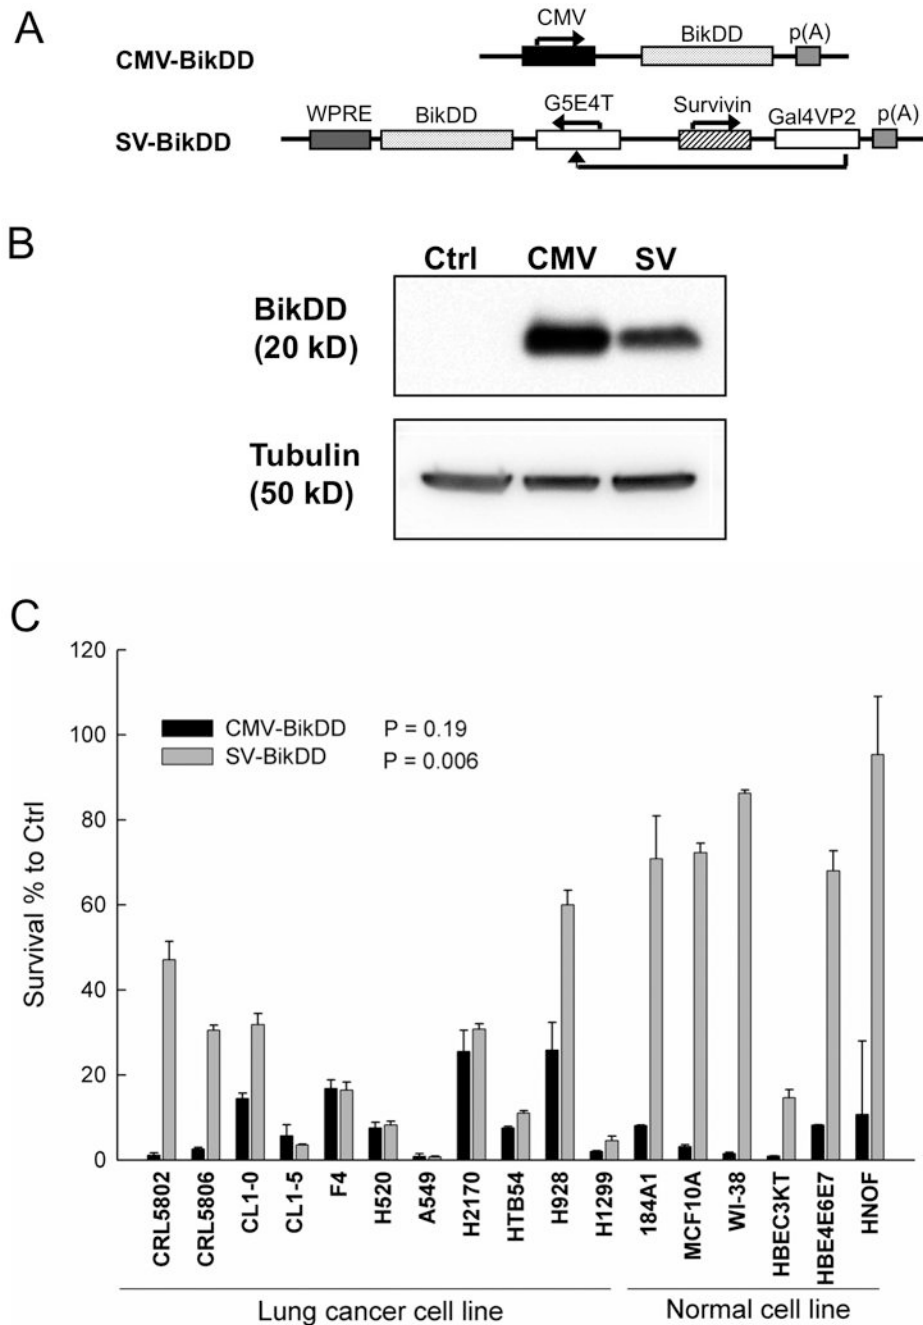 A
CMV-BikDD
CMV
BikDD
p(A)
SV-BikDD
WPRE
BikDD
G5E4T
Survivin
Gal4VP2
p(A)
B
Ctrl CMV SV
BikDD
(20 kD)
Tubulin
(50 kD)
C
Survival % to Ctrl
120
100
80
60
40
20
0
CMV-BikDD P = 0.19
SV-BikDD P = 0.006
CRL5802
CRL5806
CL1-0
CL1-5
F4
H520
A549
H2170
HTB54
H928
H1299
184A1
MCF10A
WI-38
HBEC3KT
HBE4E6E7
HNOF
Lung cancer cell line
Normal cell line